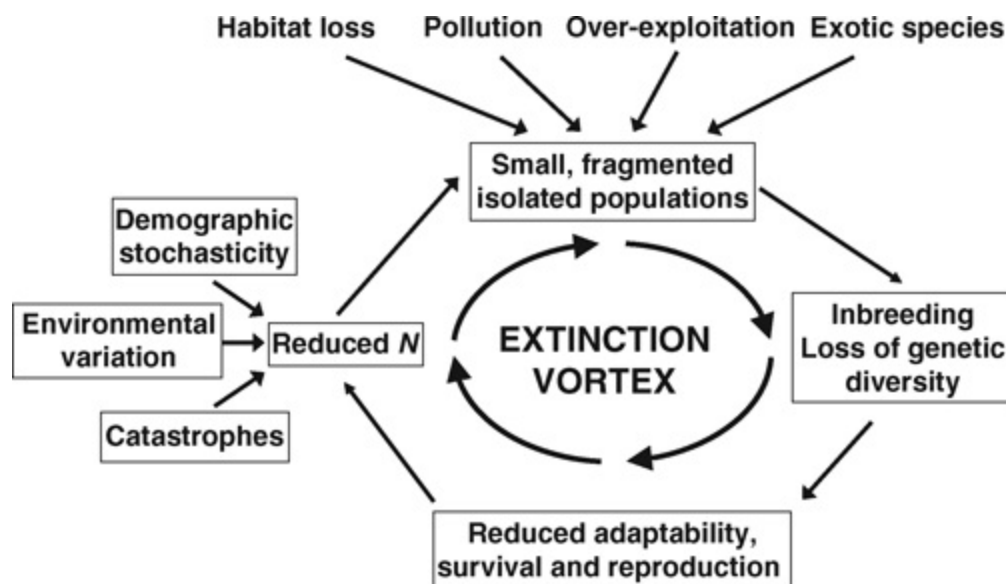 Habitat loss
Pollution
Over-exploitation
Exotic species
Small, fragmented
isolated populations
Demographic
stochasticity
Environmental
variation
Catastrophes
Reduced N
EXTINCTION
VORTEX
Inbreeding
Loss of genetic
diversity
Reduced adaptability,
survival and reproduction